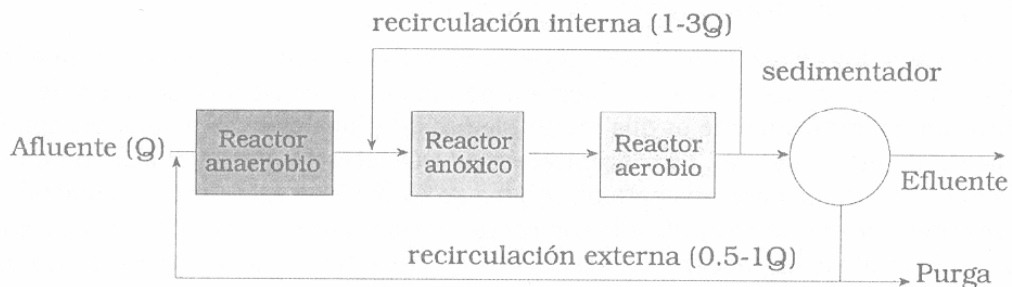 recirculación interna (1-3Q)
sedimentador
Afluente (Q)
Reactor
anaerobio
Reactor
anóxico
Reactor
aerobio
Efluente
recirculación externa (0.5-1Q)
Purga